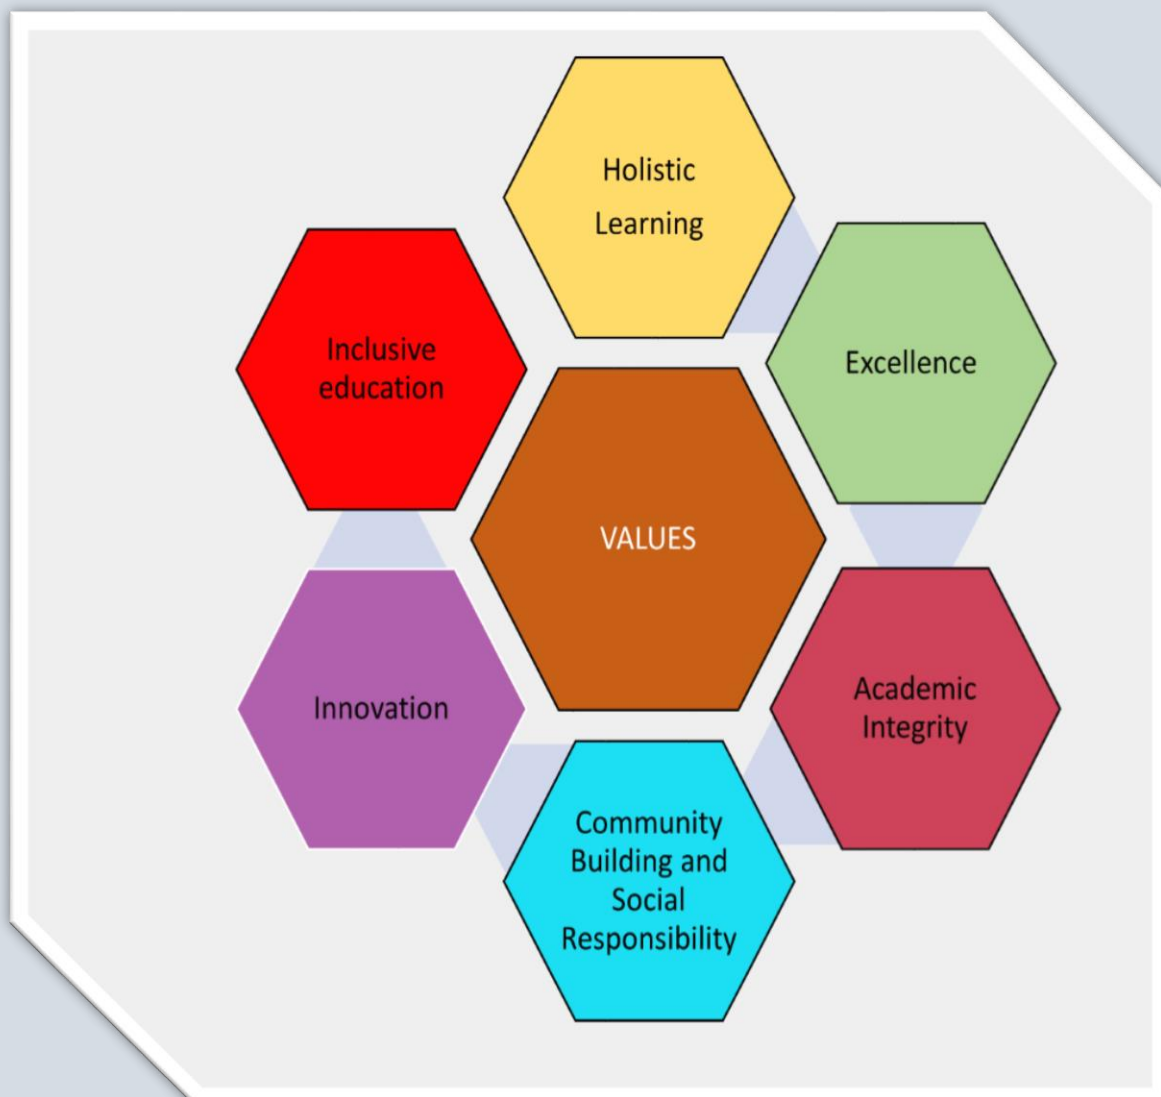 Holistic
Learning
Excellence
Inclusive
education
VALUES
Academic
Integrity
Innovation
Community
Building and
Social
Responsibility